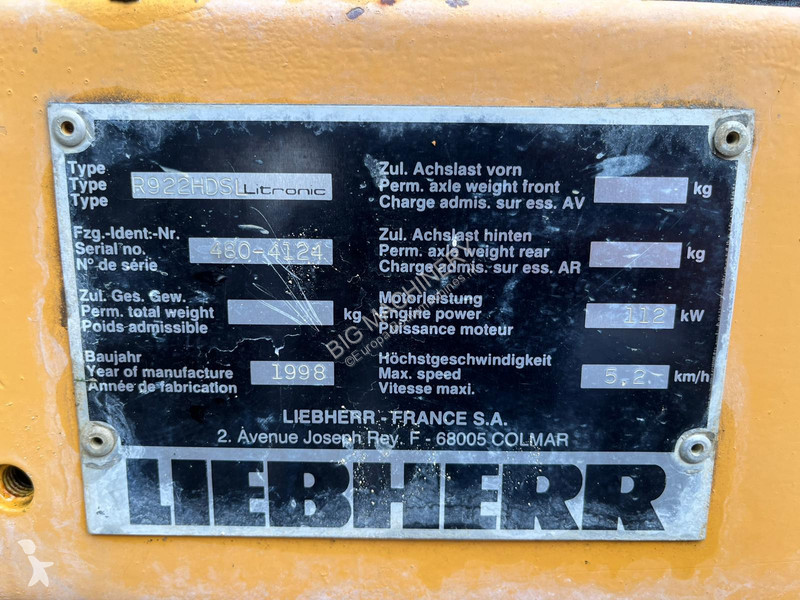 Type
Type
Type
R922HDSL Litronic
Fzg.-Ident.-Nr.
Serial no.
N° de série
480-4124
Zul. Ges. Gew.
Perm. total weight
Poids admissible
kg
Baujahr
Year of manufacture
Année de fabrication
1998
Zul. Achslast vorn
Perm. axle weight front
Charge admis. sur ess. AV
kg
Zul. Achslast hinten
Perm. axle weight rear
Charge admis. sur ess. AR
kg
Motorleistung
Engine power
Puissance moteur
112 kW
Höchstgeschwindigkeit
Max. speed
Vitesse maxi.
5.2 km/h
LIEBHERR - FRANCE S.A.
2. Avenue Joseph Rey. F - 68005 COLMAR
LIEBHERR
BIG MACHINERY